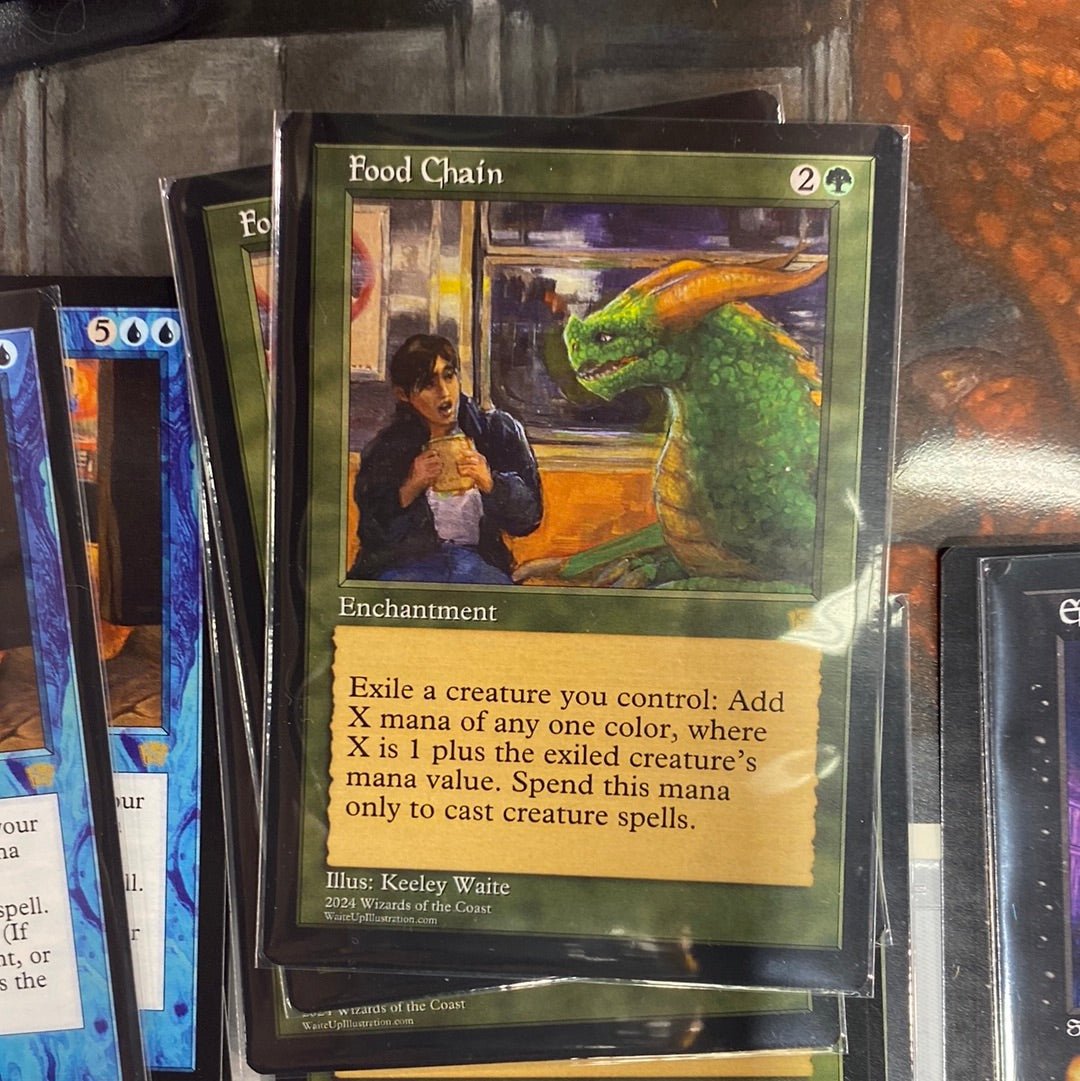 Food Chain
2
Enchantment
Exile a creature you control: Add
X mana of any one color, where
X is 1 plus the exiled creature's
mana value. Spend this mana
only to cast creature spells.
Illus: Keeley Waite
2024 Wizards of the Coast
WaiteUpIllustration.com
Fo
5
your
na
spell.
(If
nt, or
s the
our
ll.
r
2024 Wizards of the Coast
WaiteUpIllustration.com